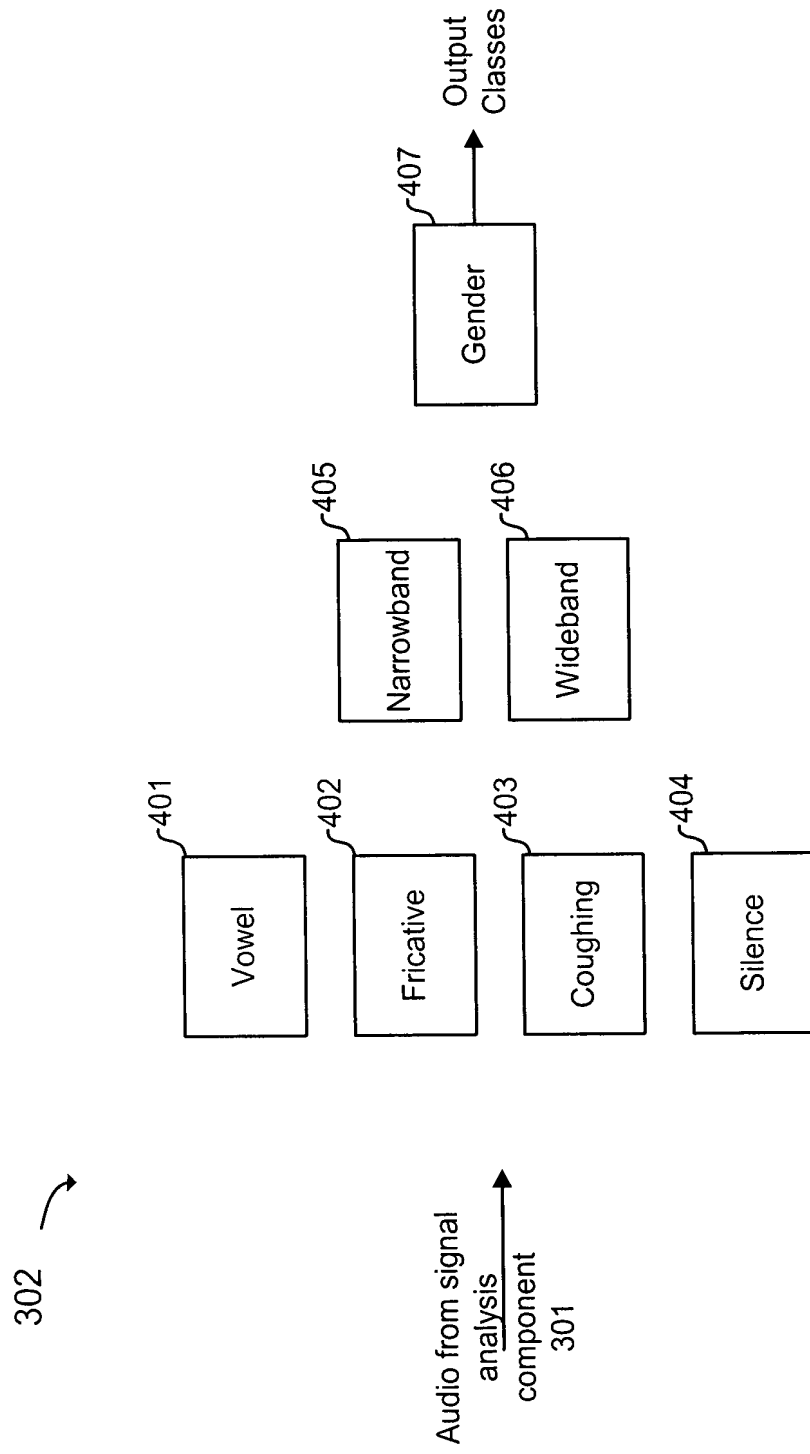 302
Audio from signal
analysis
component
301
Vowel
401
Fricative
402
Coughing
403
Silence
404
Narrowband
405
Wideband
406
Gender
407
Output
Classes